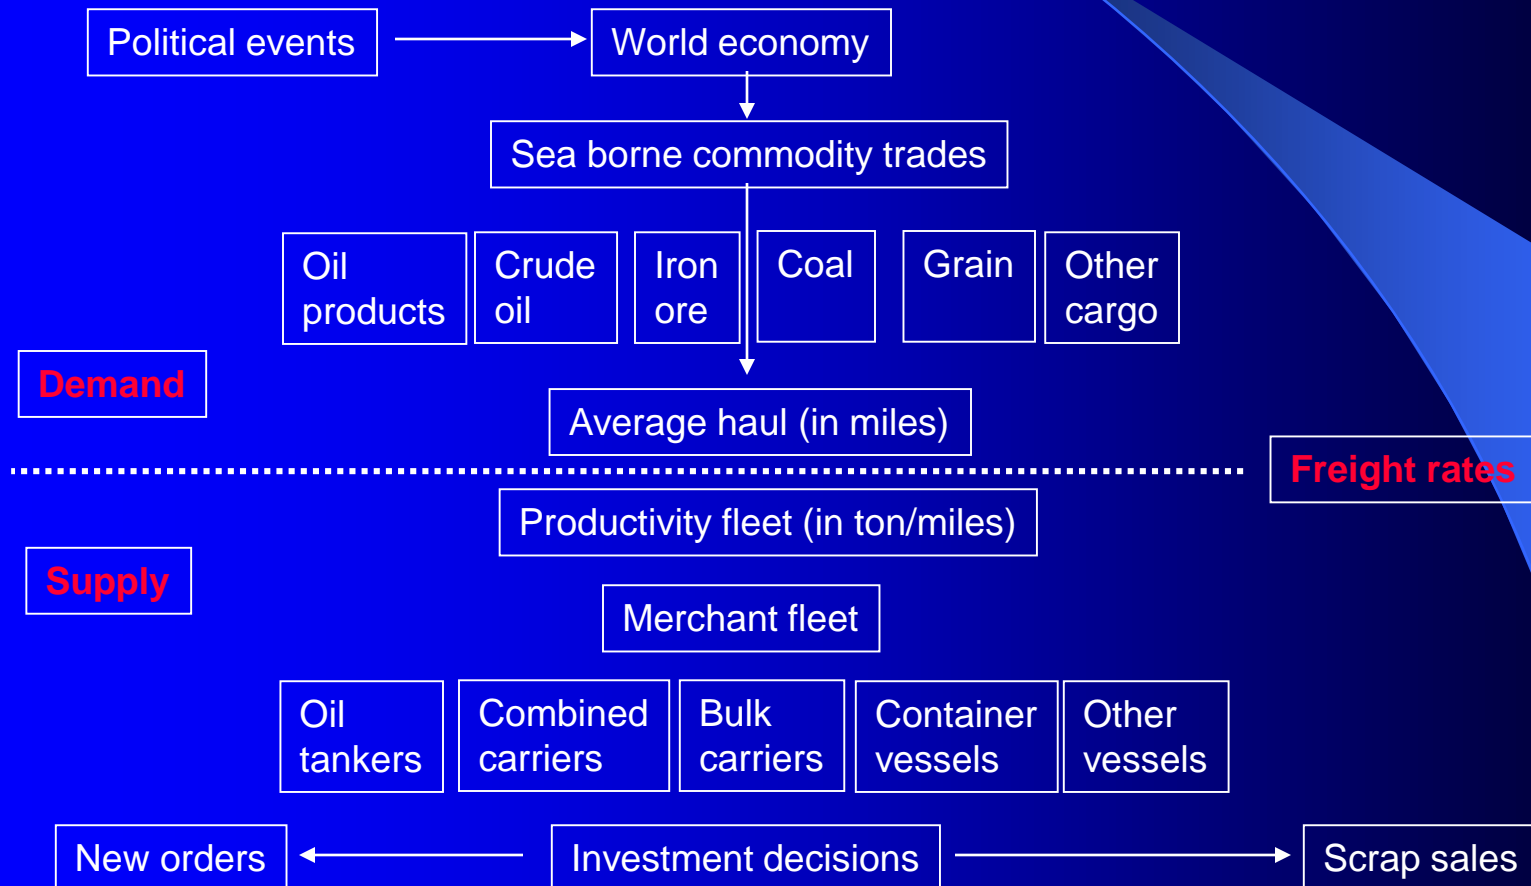 Political events
World economy
Sea borne commodity trades
Oil
products
Crude
oil
Iron
ore
Coal
Grain
Other
cargo
Demand
Average haul (in miles)
Freight rates
Productivity fleet (in ton/miles)
Supply
Merchant fleet
Oil
tankers
Combined
carriers
Bulk
carriers
Container
vessels
Other
vessels
New orders
Investment decisions
Scrap sales